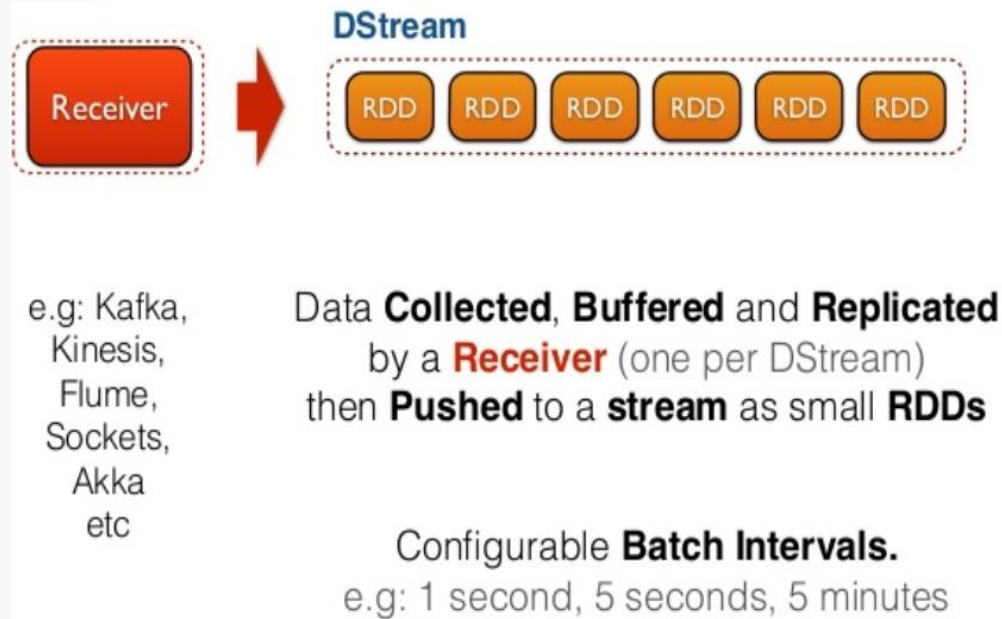 DStream
Receiver
RDD RDD RDD RDD RDD RDD
e.g: Kafka,
Kinesis,
Flume,
Sockets,
Akka
etc
Data Collected, Buffered and Replicated
by a Receiver (one per DStream)
then Pushed to a stream as small RDDs
Configurable Batch Intervals.
e.g: 1 second, 5 seconds, 5 minutes